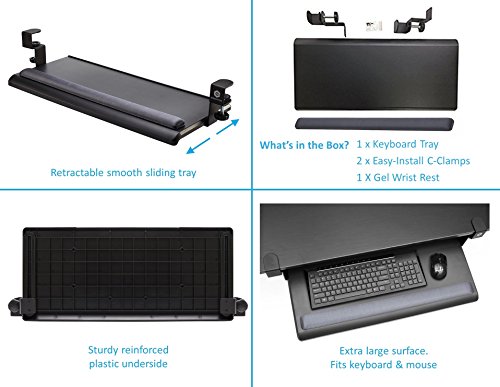 Retractable smooth sliding tray
What's in the Box? 1 x Keyboard Tray
2 x Easy-Install C-Clamps
1 X Gel Wrist Rest
Sturdy reinforced
plastic underside
Extra large surface.
Fits keyboard & mouse